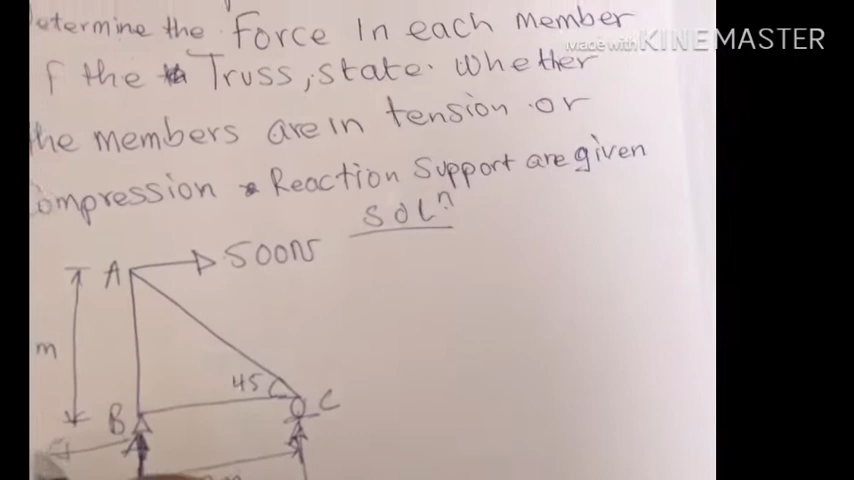 etermine the Force In each member
Made with KINEMASTER
f the Truss, state. Whether
he members are in tension or
ompression Reaction Support are given
soln
A 500N
m
45
B C